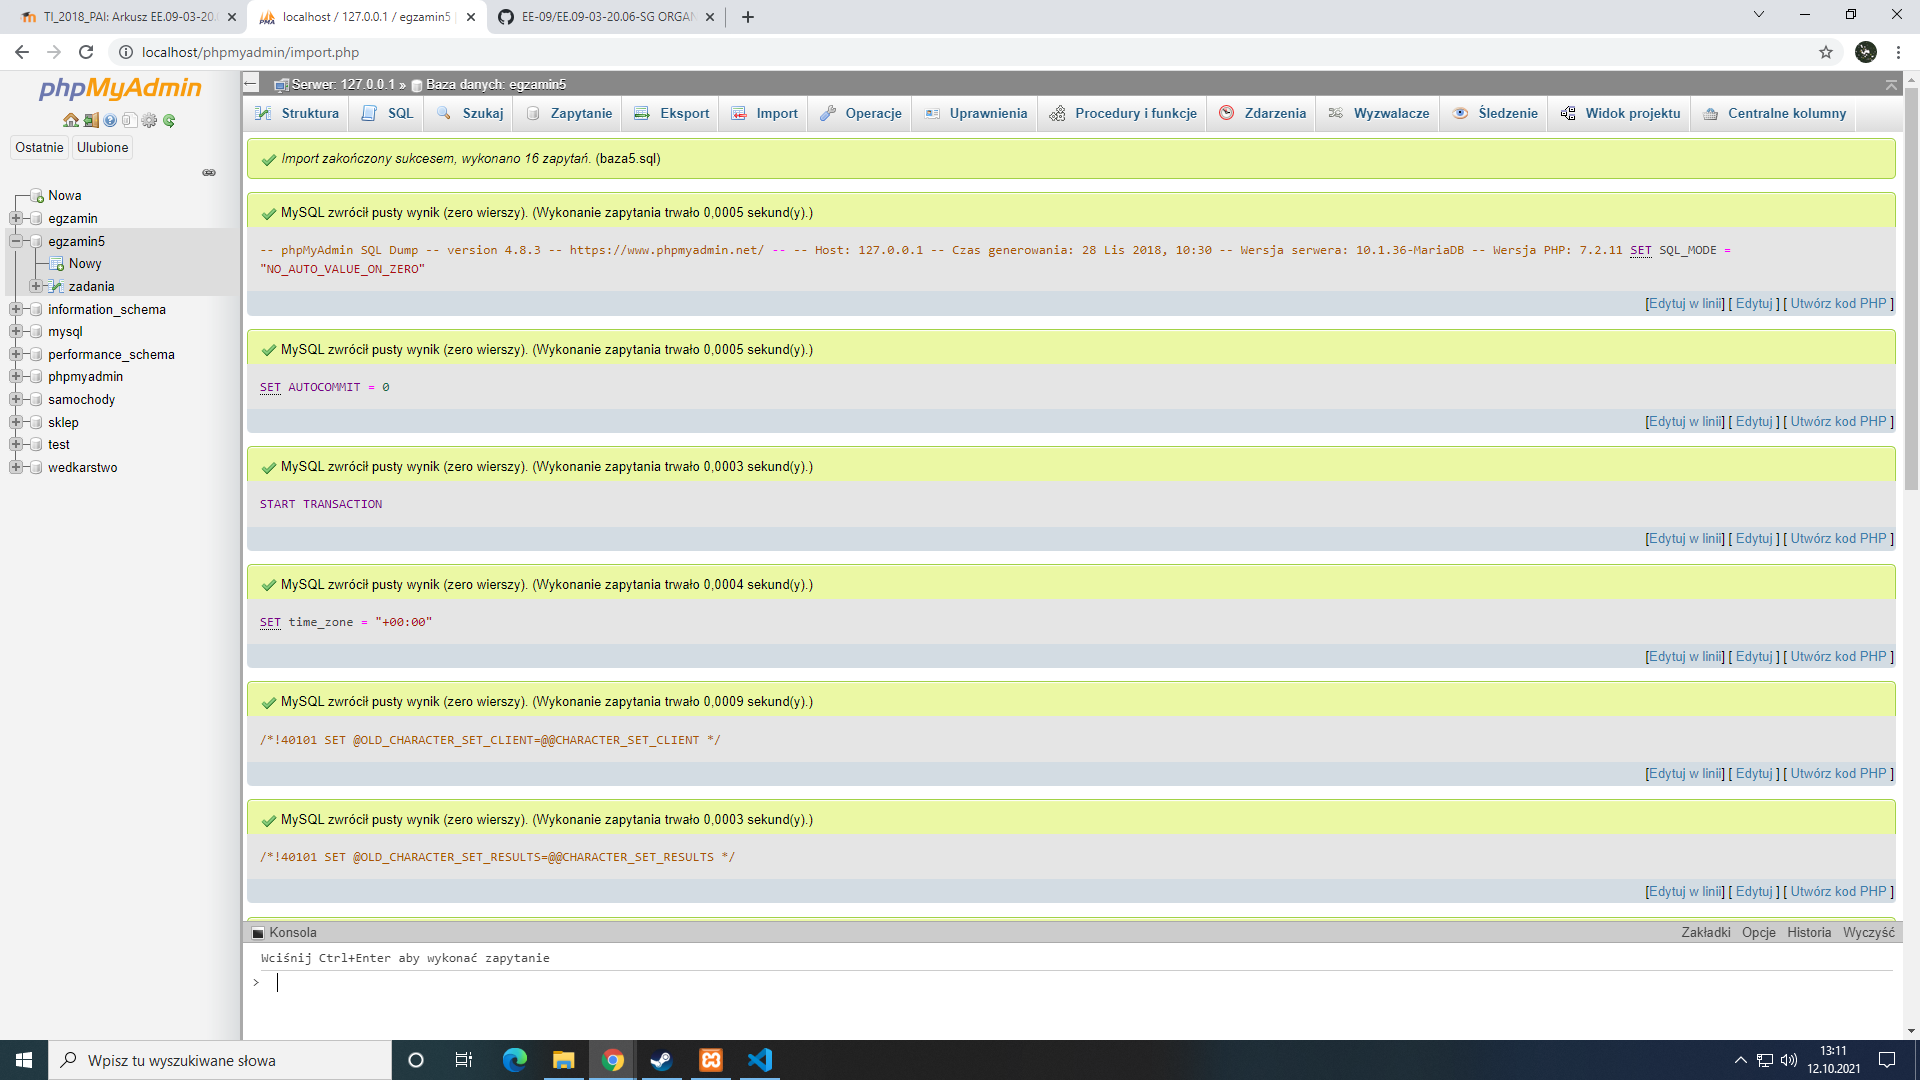 TI_2018_PAI: Arkusz EE.09-03-20.0
localhost / 127.0.0.1 / egzamin5 |
EE-09/EE.09-03-20.06-SG ORGAN
localhost/phpmyadmin/import.php
phpMyAdmin
Ostatnie
Ulubione
Nowa
egzamin
egzamin5
Nowy
zadania
information_schema
mysql
performance_schema
phpmyadmin
samochody
sklep
test
wedkarstwo
Serwer: 127.0.0.1 » Baza danych: egzamin5
Struktura
SQL
Szukaj
Zapytanie
Eksport
Import
Operacje
Uprawnienia
Procedury i funkcje
Zdarzenia
Wyzwalacze
Śledzenie
Widok projektu
Centralne kolumny
Import zakończony sukcesem, wykonano 16 zapytań. (baza5.sql)
MySQL zwrócił pusty wynik (zero wierszy). (Wykonanie zapytania trwało 0,0005 sekund(y).)
-- phpMyAdmin SQL Dump -- version 4.8.3 -- https://www.phpmyadmin.net/ -- -- Host: 127.0.0.1 -- Czas generowania: 28 Lis 2018, 10:30 -- Wersja serwera: 10.1.36-MariaDB -- Wersja PHP: 7.2.11 SET SQL_MODE =
"NO_AUTO_VALUE_ON_ZERO"
[Edytuj w linii] [ Edytuj ] [ Utwórz kod PHP ]
MySQL zwrócił pusty wynik (zero wierszy). (Wykonanie zapytania trwało 0,0005 sekund(y).)
SET AUTOCOMMIT = 0
[Edytuj w linii] [ Edytuj ] [ Utwórz kod PHP ]
MySQL zwrócił pusty wynik (zero wierszy). (Wykonanie zapytania trwało 0,0003 sekund(y).)
START TRANSACTION
[Edytuj w linii] [ Edytuj ] [ Utwórz kod PHP ]
MySQL zwrócił pusty wynik (zero wierszy). (Wykonanie zapytania trwało 0,0004 sekund(y).)
SET time_zone = "+00:00"
[Edytuj w linii] [ Edytuj ] [ Utwórz kod PHP ]
MySQL zwrócił pusty wynik (zero wierszy). (Wykonanie zapytania trwało 0,0009 sekund(y).)
/*!40101 SET @OLD_CHARACTER_SET_CLIENT=@@CHARACTER_SET_CLIENT */
[Edytuj w linii] [ Edytuj ] [ Utwórz kod PHP ]
MySQL zwrócił pusty wynik (zero wierszy). (Wykonanie zapytania trwało 0,0003 sekund(y).)
/*!40101 SET @OLD_CHARACTER_SET_RESULTS=@@CHARACTER_SET_RESULTS */
[Edytuj w linii] [ Edytuj ] [ Utwórz kod PHP ]
Konsola
Zakładki
Opcje
Historia
Wyczyść
Wciśnij Ctrl+Enter aby wykonać zapytanie
>
Wpisz tu wyszukiwane słowa
13:11
12.10.2021